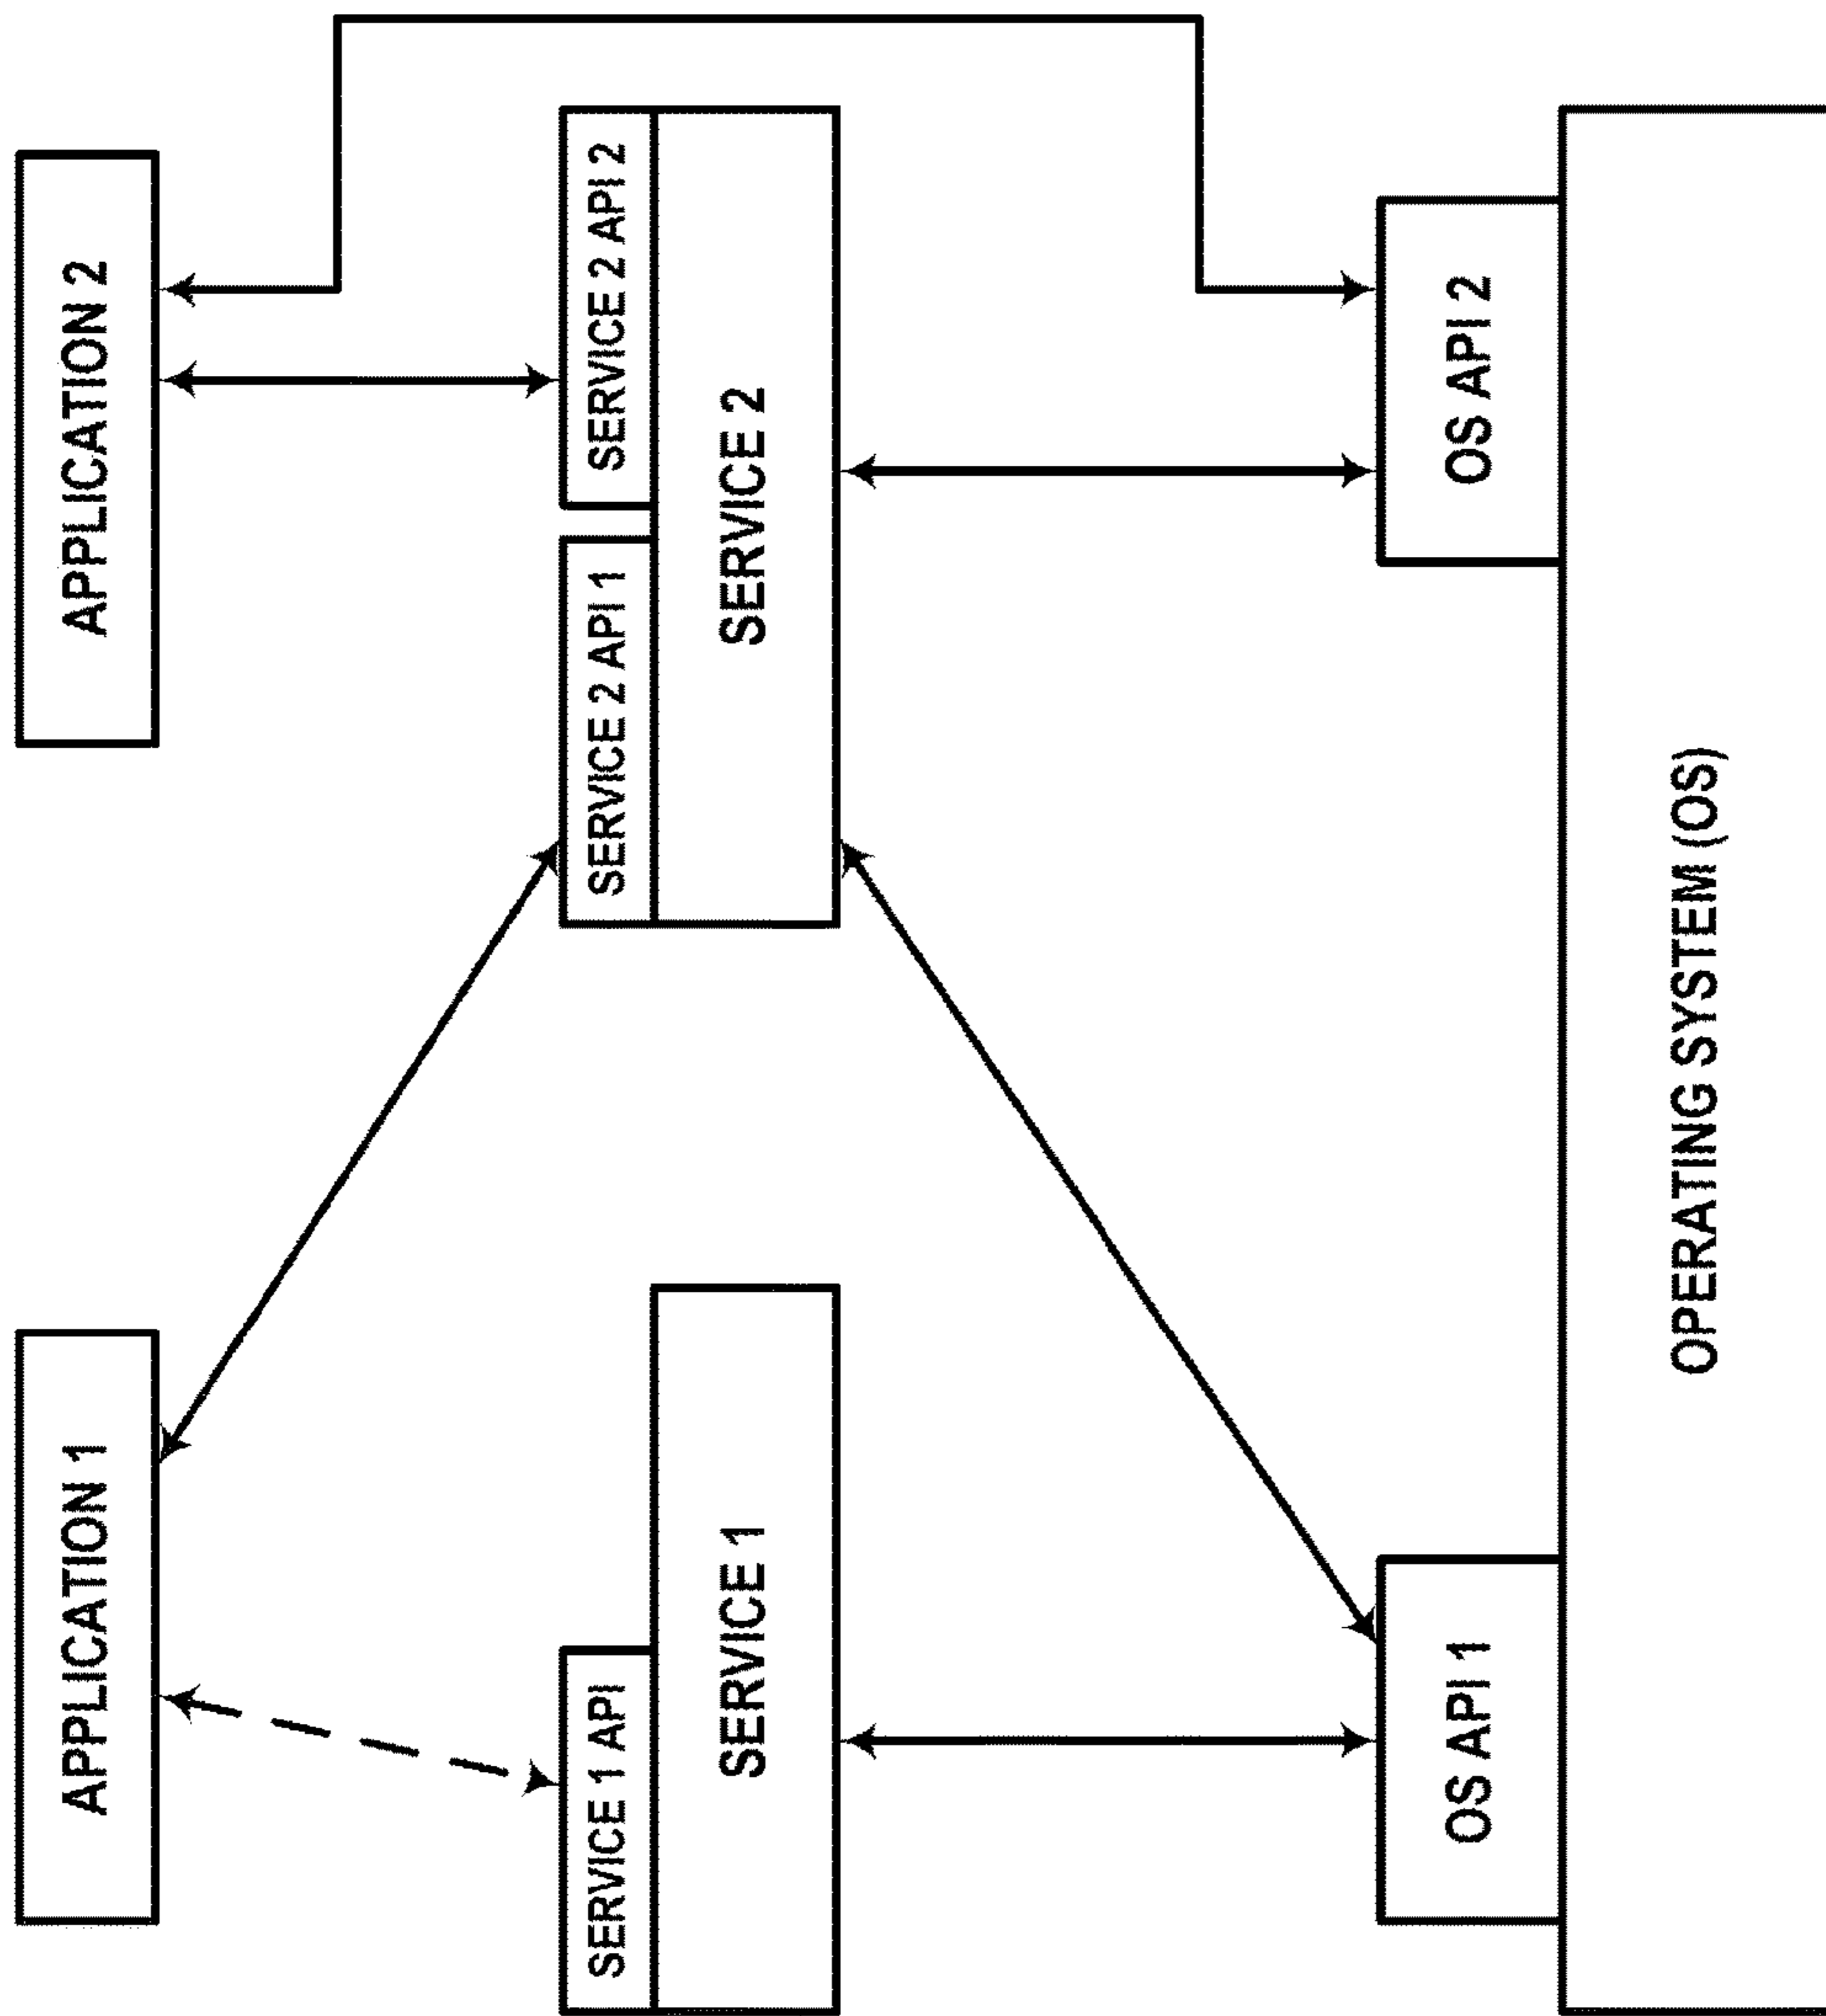 APPLICATION 1
APPLICATION 2
SERVICE 1 API
SERVICE 2 API 1
SERVICE 2 API 2
SERVICE 1
SERVICE 2
OS API 1
OS API 2
OPERATING SYSTEM (OS)